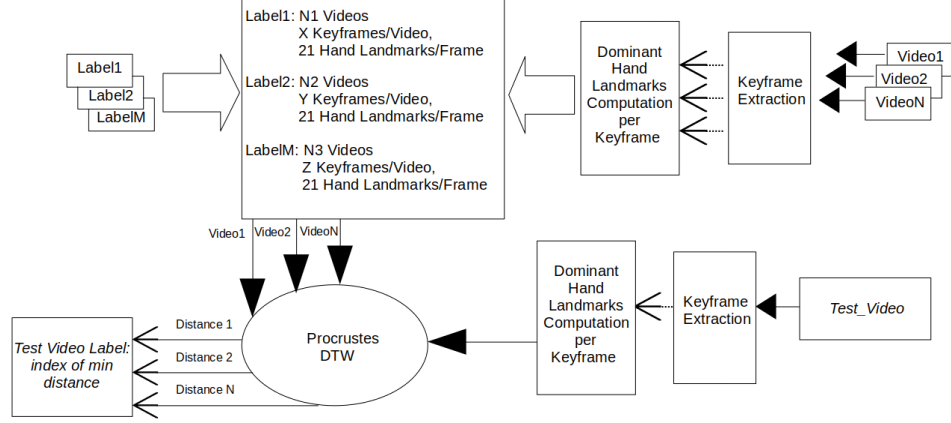 Label1: N1 Videos
X Keyframes/Video,
21 Hand Landmarks/Frame
Label2: N2 Videos
Y Keyframes/Video,
21 Hand Landmarks/Frame
LabelM: N3 Videos
Z Keyframes/Video,
21 Hand Landmarks/Frame
Label1
Label2
LabelM
Dominant
Hand
Landmarks
Computation
per
Keyframe
Keyframe
Extraction
Video1
Video2
VideoN
Video1
Video2
VideoN
Procrustes
DTW
Dominant
Hand
Landmarks
Computation
per
Keyframe
Keyframe
Extraction
Test_Video
Distance 1
Distance 2
Distance N
Test Video Label:
index of min
distance